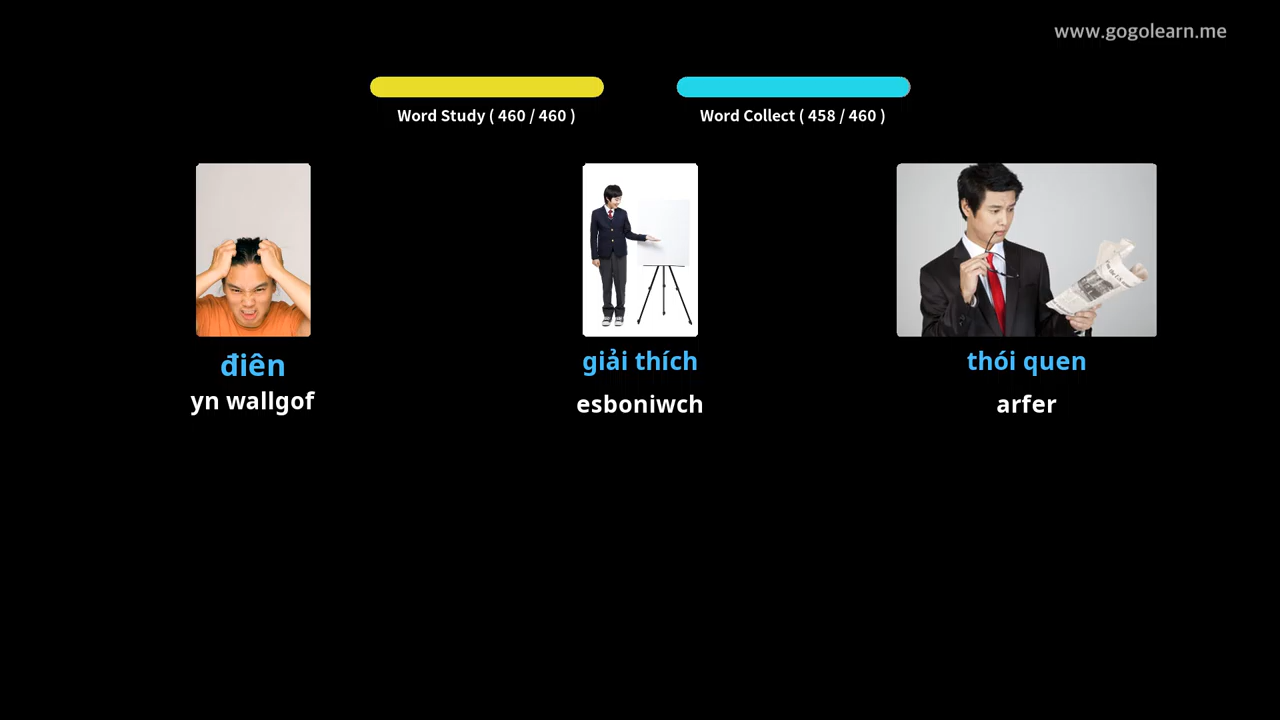 www.gogolearn.me
Word Study ( 460 / 460 )
Word Collect ( 458 / 460 )
điên
giải thích
thói quen
yn wallgof
esboniwch
arfer